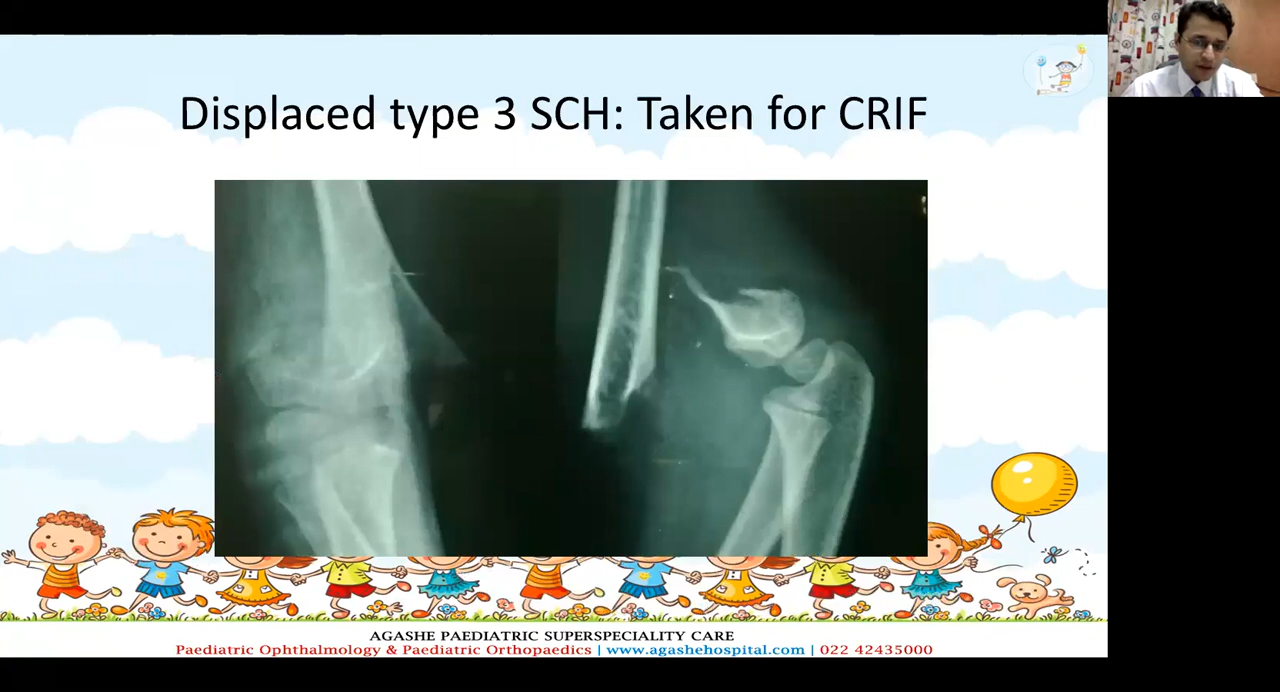 Displaced type 3 SCH: Taken for CRIF
AGASHE PAEDIATRIC SUPERSPECIALITY CARE
Paediatric Ophthalmology & Paediatric Orthopaedics | www.agashehospital.com | 022 42435000